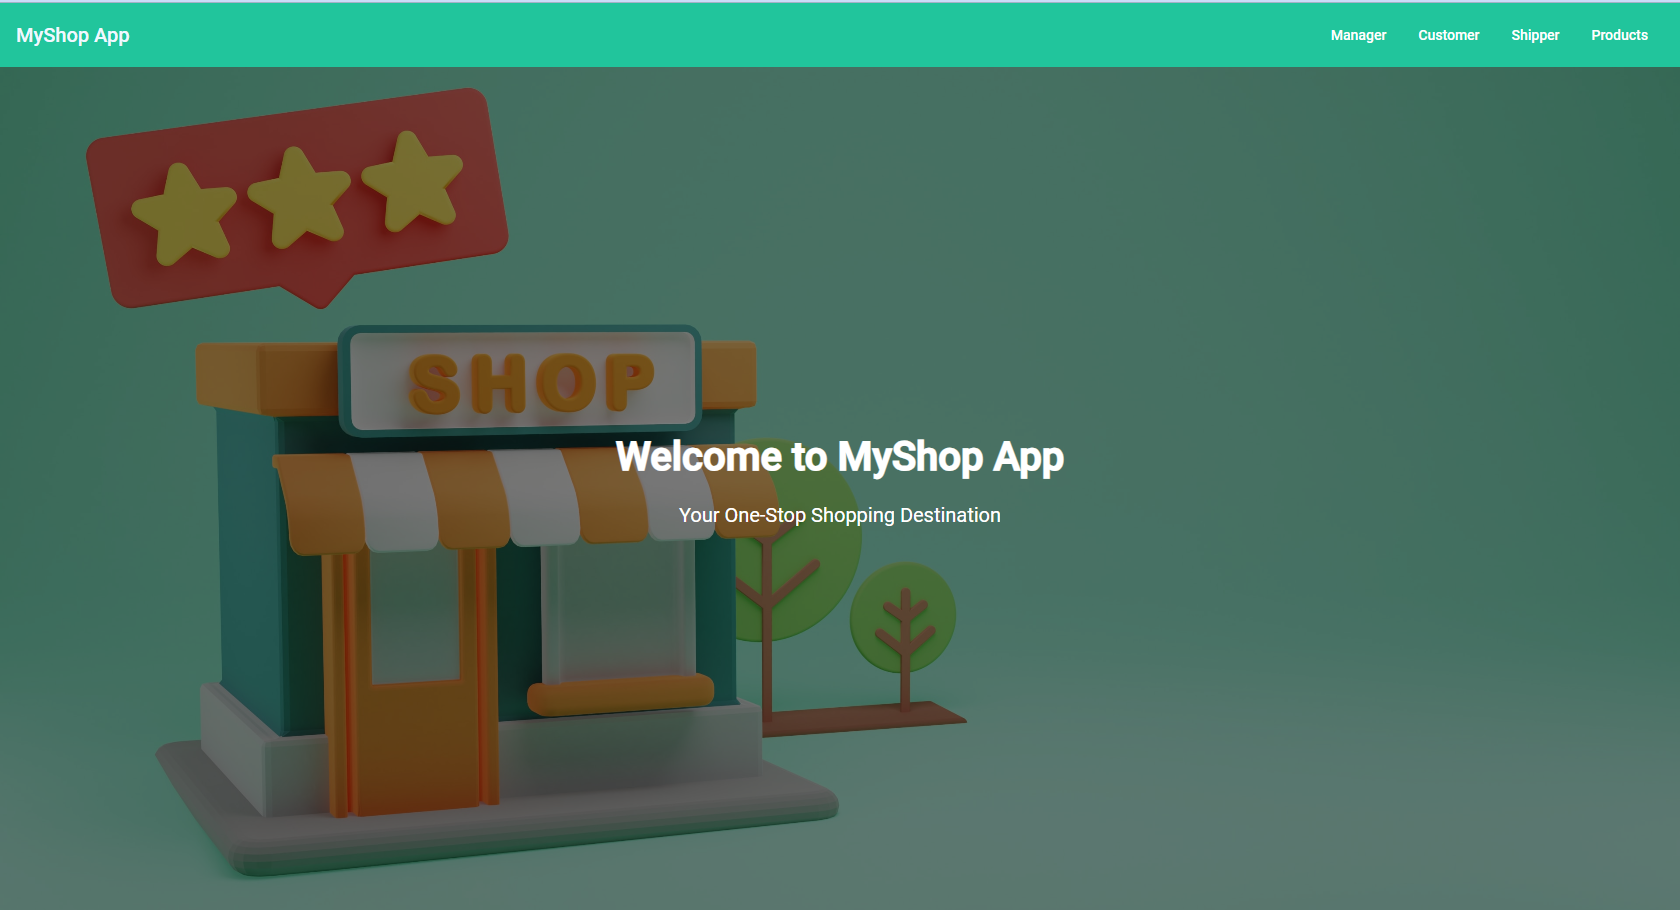 MyShop App
Manager Customer Shipper Products
SHOP
Welcome to MyShop App
Your One-Stop Shopping Destination